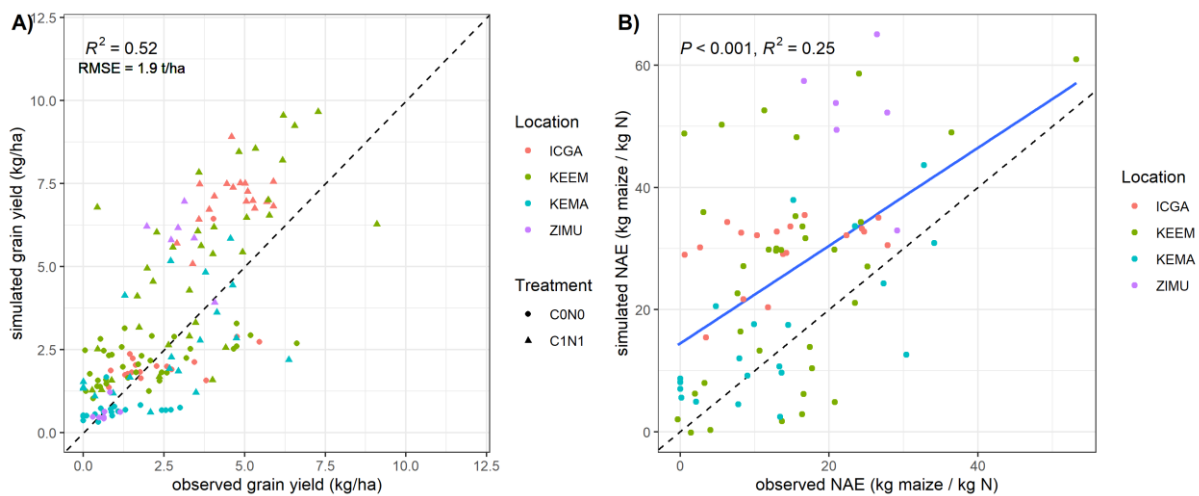 A)
12.5
10.0
7.5
5.0
2.5
0.0
simulated grain yield (kg/ha)
R² = 0.52
RMSE = 1.9 t/ha
0.0 2.5 5.0 7.5 10.0 12.5
observed grain yield (kg/ha)
Location
ICGA
KEEM
KEMA
ZIMU
Treatment
C0N0
C1N1
B)
60
40
20
0
simulated NAE (kg maize / kg N)
P < 0.001, R² = 0.25
0 20 40
observed NAE (kg maize / kg N)
Location
ICGA
KEEM
KEMA
ZIMU